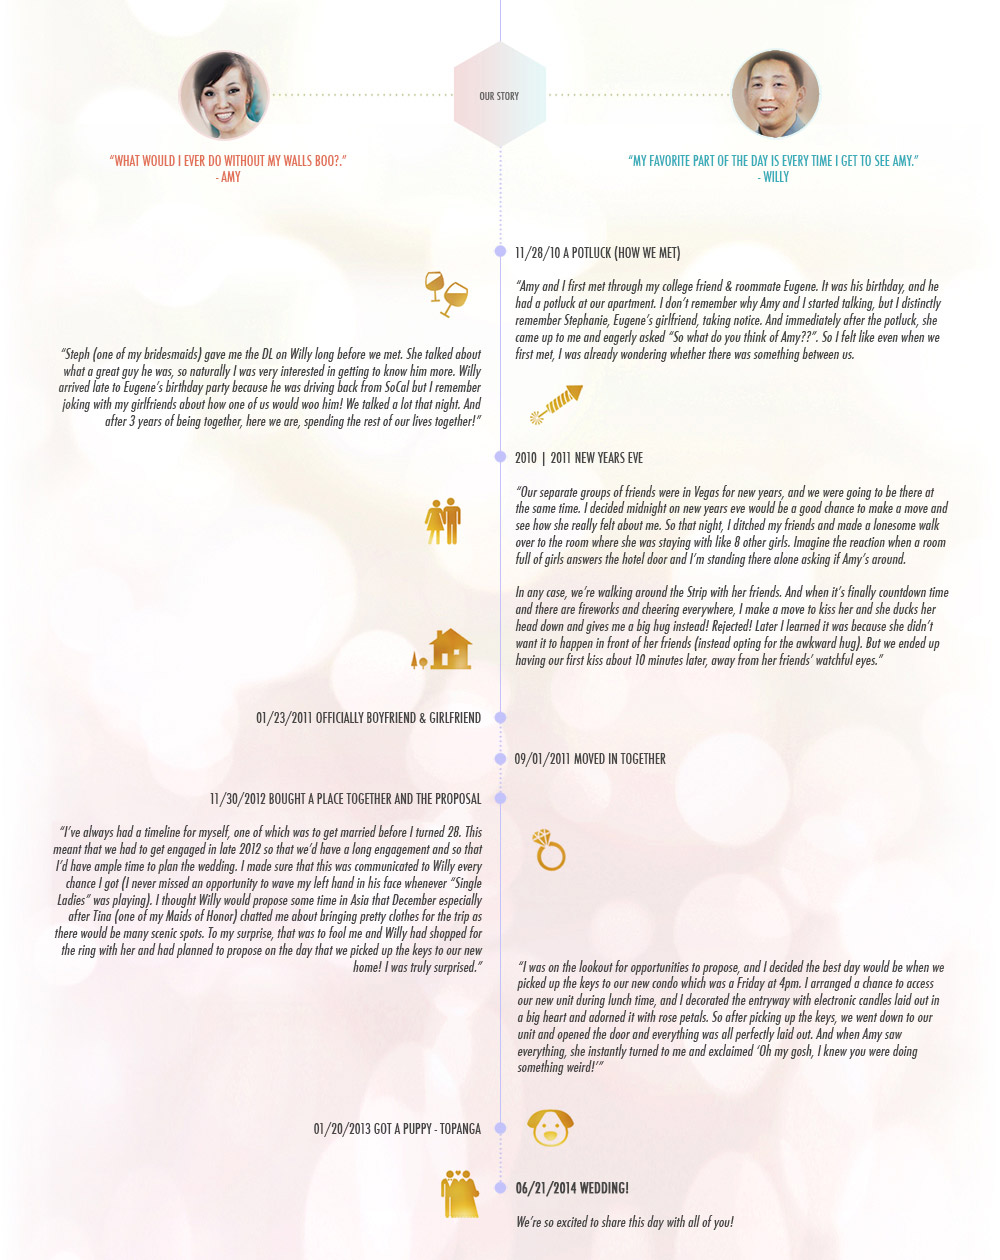 OUR STORY
“WHAT WOULD I EVER DO WITHOUT MY WALLS BOO?.”
- AMY
“MY FAVORITE PART OF THE DAY IS EVERY TIME I GET TO SEE AMY.”
- WILLY
11/28/10 A POTLUCK (HOW WE MET)
“Amy and I first met through my college friend & roommate Eugene. It was his birthday, and he
had a potluck at our apartment. I don’t remember why Amy and I started talking, but I distinctly
remember Stephanie, Eugene’s girlfriend, taking notice. And immediately after the potluck, she
came up to me and eagerly asked “So what do you think of Amy??”. So I felt like even when we
first met, I was already wondering whether there was something between us.
“Steph (one of my bridesmaids) gave me the DL on Willy long before we met. She talked about
what a great guy he was, so naturally I was very interested in getting to know him more. Willy
arrived late to Eugene’s birthday party because he was driving back from SoCal but I remember
joking with my girlfriends about how one of us would woo him! We talked a lot that night. And
after 3 years of being together, here we are, spending the rest of our lives together!”
2010 | 2011 NEW YEARS EVE
“Our separate groups of friends were in Vegas for new years, and we were going to be there at
the same time. I decided midnight on new years eve would be a good chance to make a move and
see how she really felt about me. So that night, I ditched my friends and made a lonesome walk
over to the room where she was staying with like 8 other girls. Imagine the reaction when a room
full of girls answers the hotel door and I’m standing there alone asking if Amy’s around.
In any case, we’re walking around the Strip with her friends. And when it’s finally countdown time
and there are fireworks and cheering everywhere, I make a move to kiss her and she ducks her
head down and gives me a big hug instead! Rejected! Later I learned it was because she didn’t
want it to happen in front of her friends (instead opting for the awkward hug). But we ended up
having our first kiss about 10 minutes later, away from her friends’ watchful eyes.”
01/23/2011 OFFICIALLY BOYFRIEND & GIRLFRIEND
09/01/2011 MOVED IN TOGETHER
11/30/2012 BOUGHT A PLACE TOGETHER AND THE PROPOSAL
“I’ve always had a timeline for myself, one of which was to get married before I turned 28. This
meant that we had to get engaged in late 2012 so that we’d have a long engagement and so that
I’d have ample time to plan the wedding. I made sure that this was communicated to Willy every
chance I got (I never missed an opportunity to wave my left hand in his face whenever “Single
Ladies” was playing). I thought Willy would propose some time in Asia that December especially
after Tina (one of my Maids of Honor) chatted me about bringing pretty clothes for the trip as
there would be many scenic spots. To my surprise, that was to fool me and Willy had shopped for
the ring with her and had planned to propose on the day that we picked up the keys to our new
home! I was truly surprised.”
“I was on the lookout for opportunities to propose, and I decided the best day would be when we
picked up the keys to our new condo which was a Friday at 4pm. I arranged a chance to access
our new unit during lunch time, and I decorated the entryway with electronic candles laid out in
a big heart and adorned it with rose petals. So after picking up the keys, we went down to our
unit and opened the door and everything was all perfectly laid out. And when Amy saw
everything, she instantly turned to me and exclaimed ‘Oh my gosh, I knew you were doing
something weird!’”
01/20/2013 GOT A PUPPY - TOPANGA
06/21/2014 WEDDING!
We’re so excited to share this day with all of you!